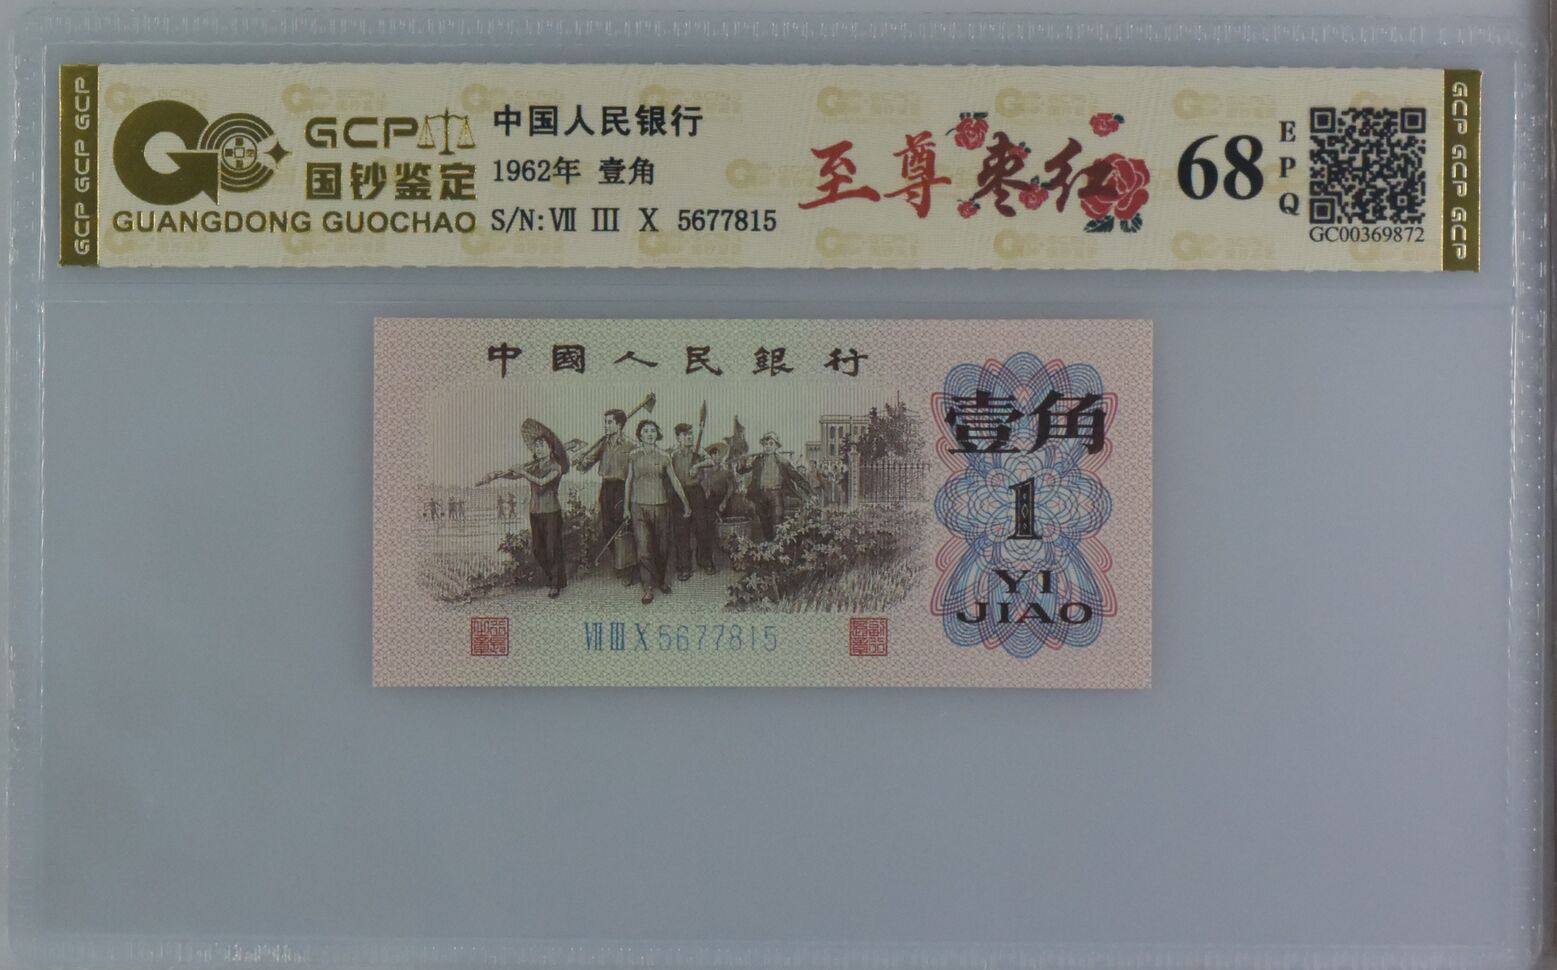 GCP GCP GCP
GCP
国钞鉴定
GUANGDONG GUOCHAO
中国人民银行
1962年 壹角
S/N: Ⅶ Ⅲ Ⅹ 5677815
至尊枣红
68
EPQ
GC00369872
GCP GCP GCP
中國人民銀行
壹角
1
YI
JIAO
Ⅶ Ⅲ Ⅹ 5677815